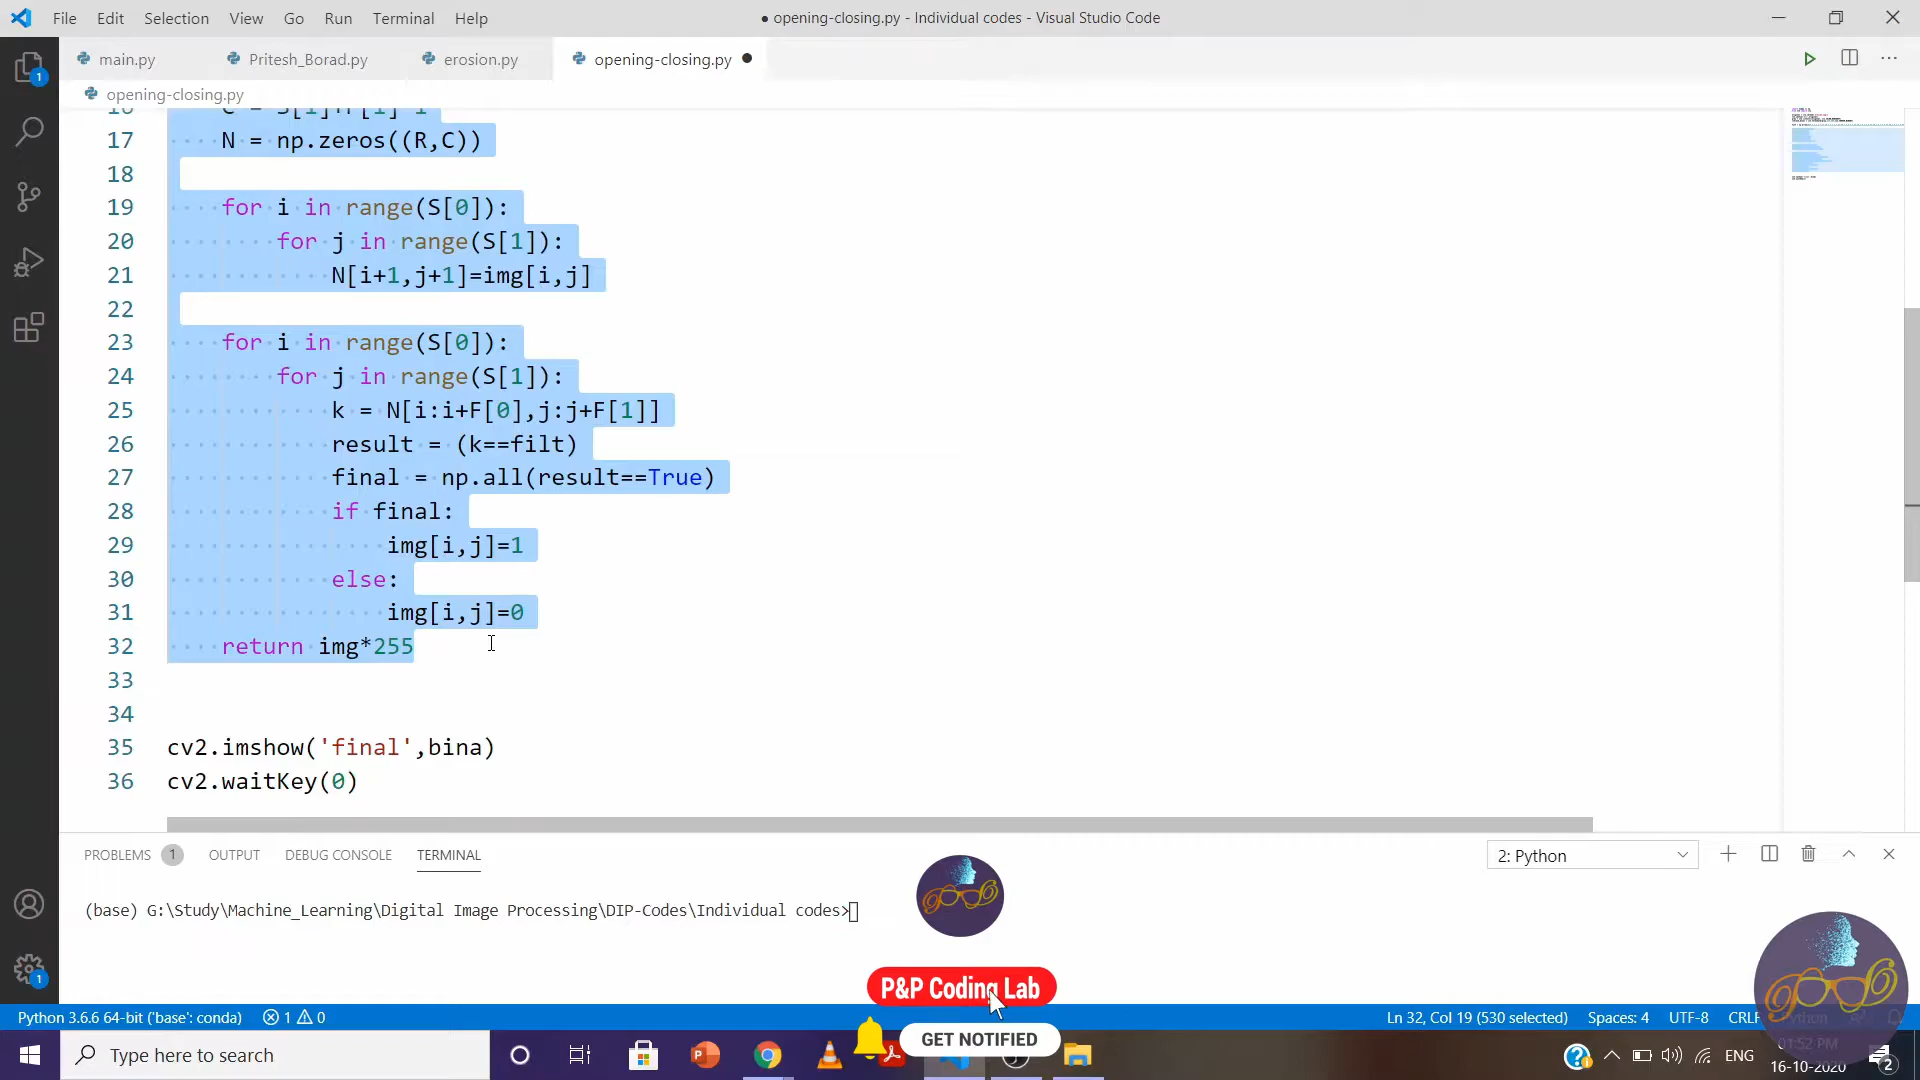 File Edit Selection View Go Run Terminal Help
● opening-closing.py - Individual codes - Visual Studio Code
main.py Pritesh_Borad.py erosion.py opening-closing.py ●
opening-closing.py
17 N = np.zeros((R,C))
18
19 for i in range(S[0]):
20 for j in range(S[1]):
21 N[i+1,j+1]=img[i,j]
22
23 for i in range(S[0]):
24 for j in range(S[1]):
25 k = N[i:i+F[0],j:j+F[1]]
26 result = (k==filt)
27 final = np.all(result==True)
28 if final:
29 img[i,j]=1
30 else:
31 img[i,j]=0
32 return img*255
33
34
35 cv2.imshow('final',bina)
36 cv2.waitKey(0)
PROBLEMS 1 OUTPUT DEBUG CONSOLE TERMINAL 2: Python
(base) G:\Study\Machine_Learning\Digital Image Processing\DIP-Codes\Individual codes>
P&P Coding Lab
GET NOTIFIED
Python 3.6.6 64-bit ('base': conda) 1 0 Ln 32, Col 19 (530 selected) Spaces: 4 UTF-8 CRLF Python
Type here to search
ENG
01:52 PM
16-10-2020
2